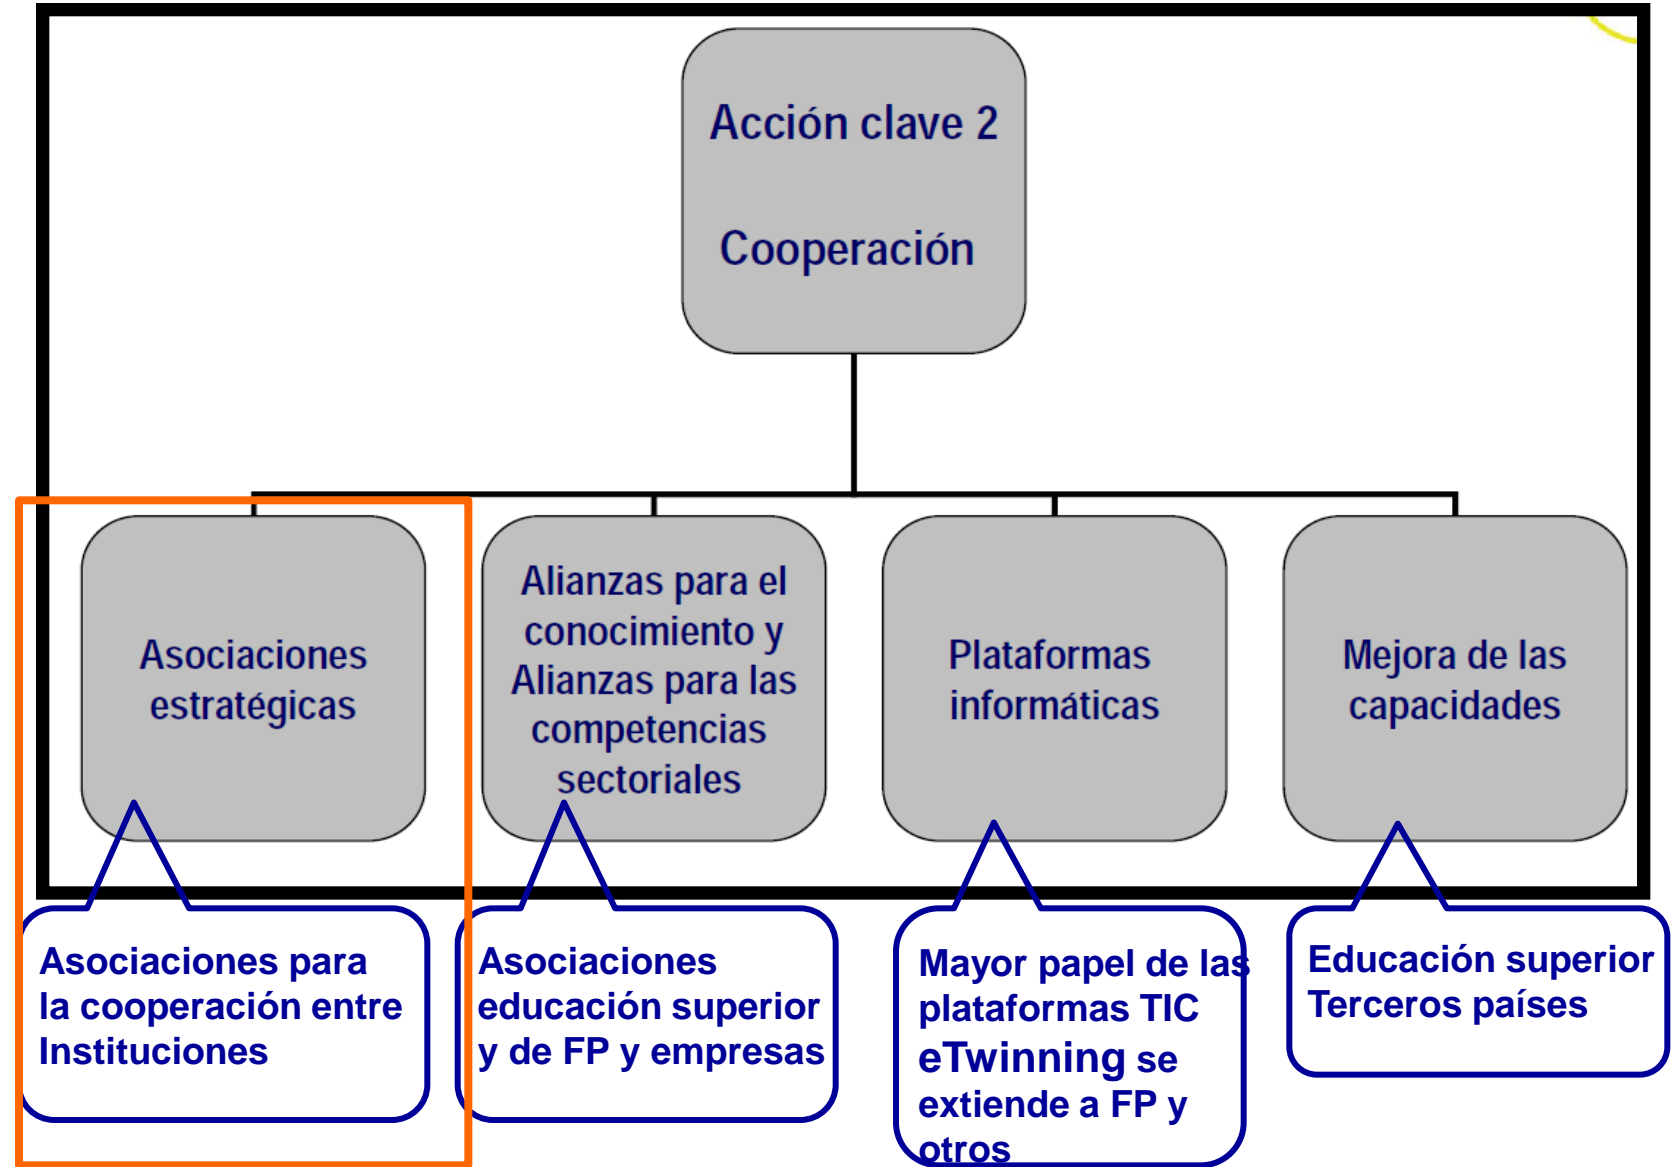 Acción clave 2
Cooperación
Asociaciones
estratégicas
Alianzas para el
conocimiento y
Alianzas para las
competencias
sectoriales
Plataformas
informáticas
Mejora de las
capacidades
Asociaciones para
la cooperación entre
Instituciones
Asociaciones
educación superior
y de FP y empresas
Mayor papel de las
plataformas TIC
eTwinning se
extiende a FP y
otros
Educación superior
Terceros países